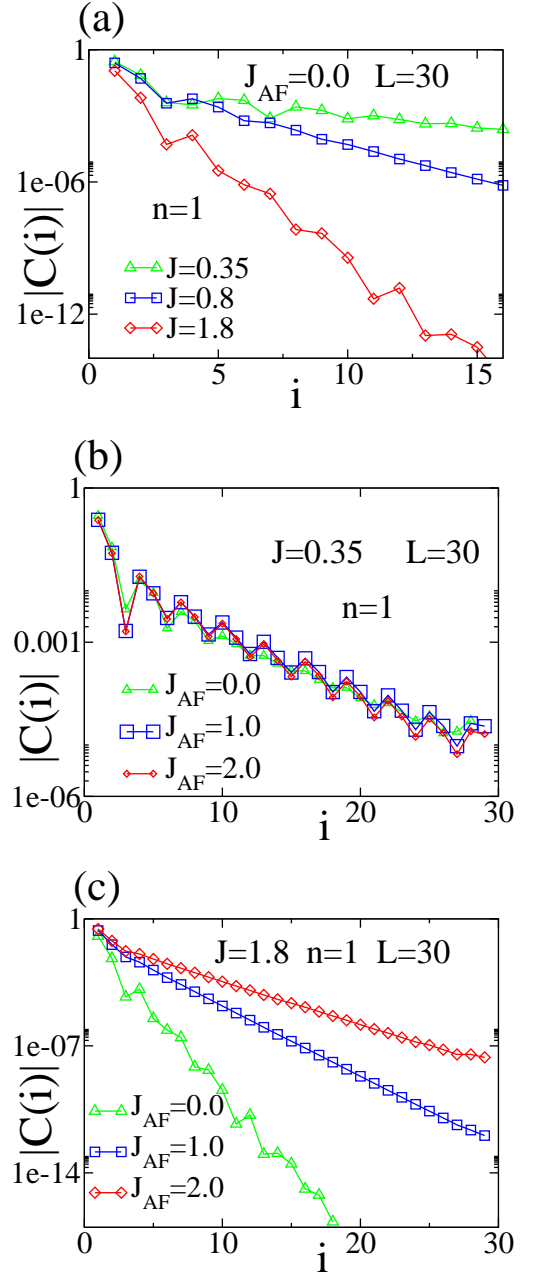 (a)
1
J_AF=0.0 L=30
1e-06
n=1
|C(i)|
J=0.35
J=0.8
J=1.8
1e-12
0 5 10 15
i
(b)
1
J=0.35 L=30
n=1
0.001
|C(i)|
J_AF=0.0
J_AF=1.0
J_AF=2.0
1e-06
0 10 20 30
i
(c)
1
J=1.8 n=1 L=30
1e-07
|C(i)|
J_AF=0.0
J_AF=1.0
J_AF=2.0
1e-14
0 10 20 30
i